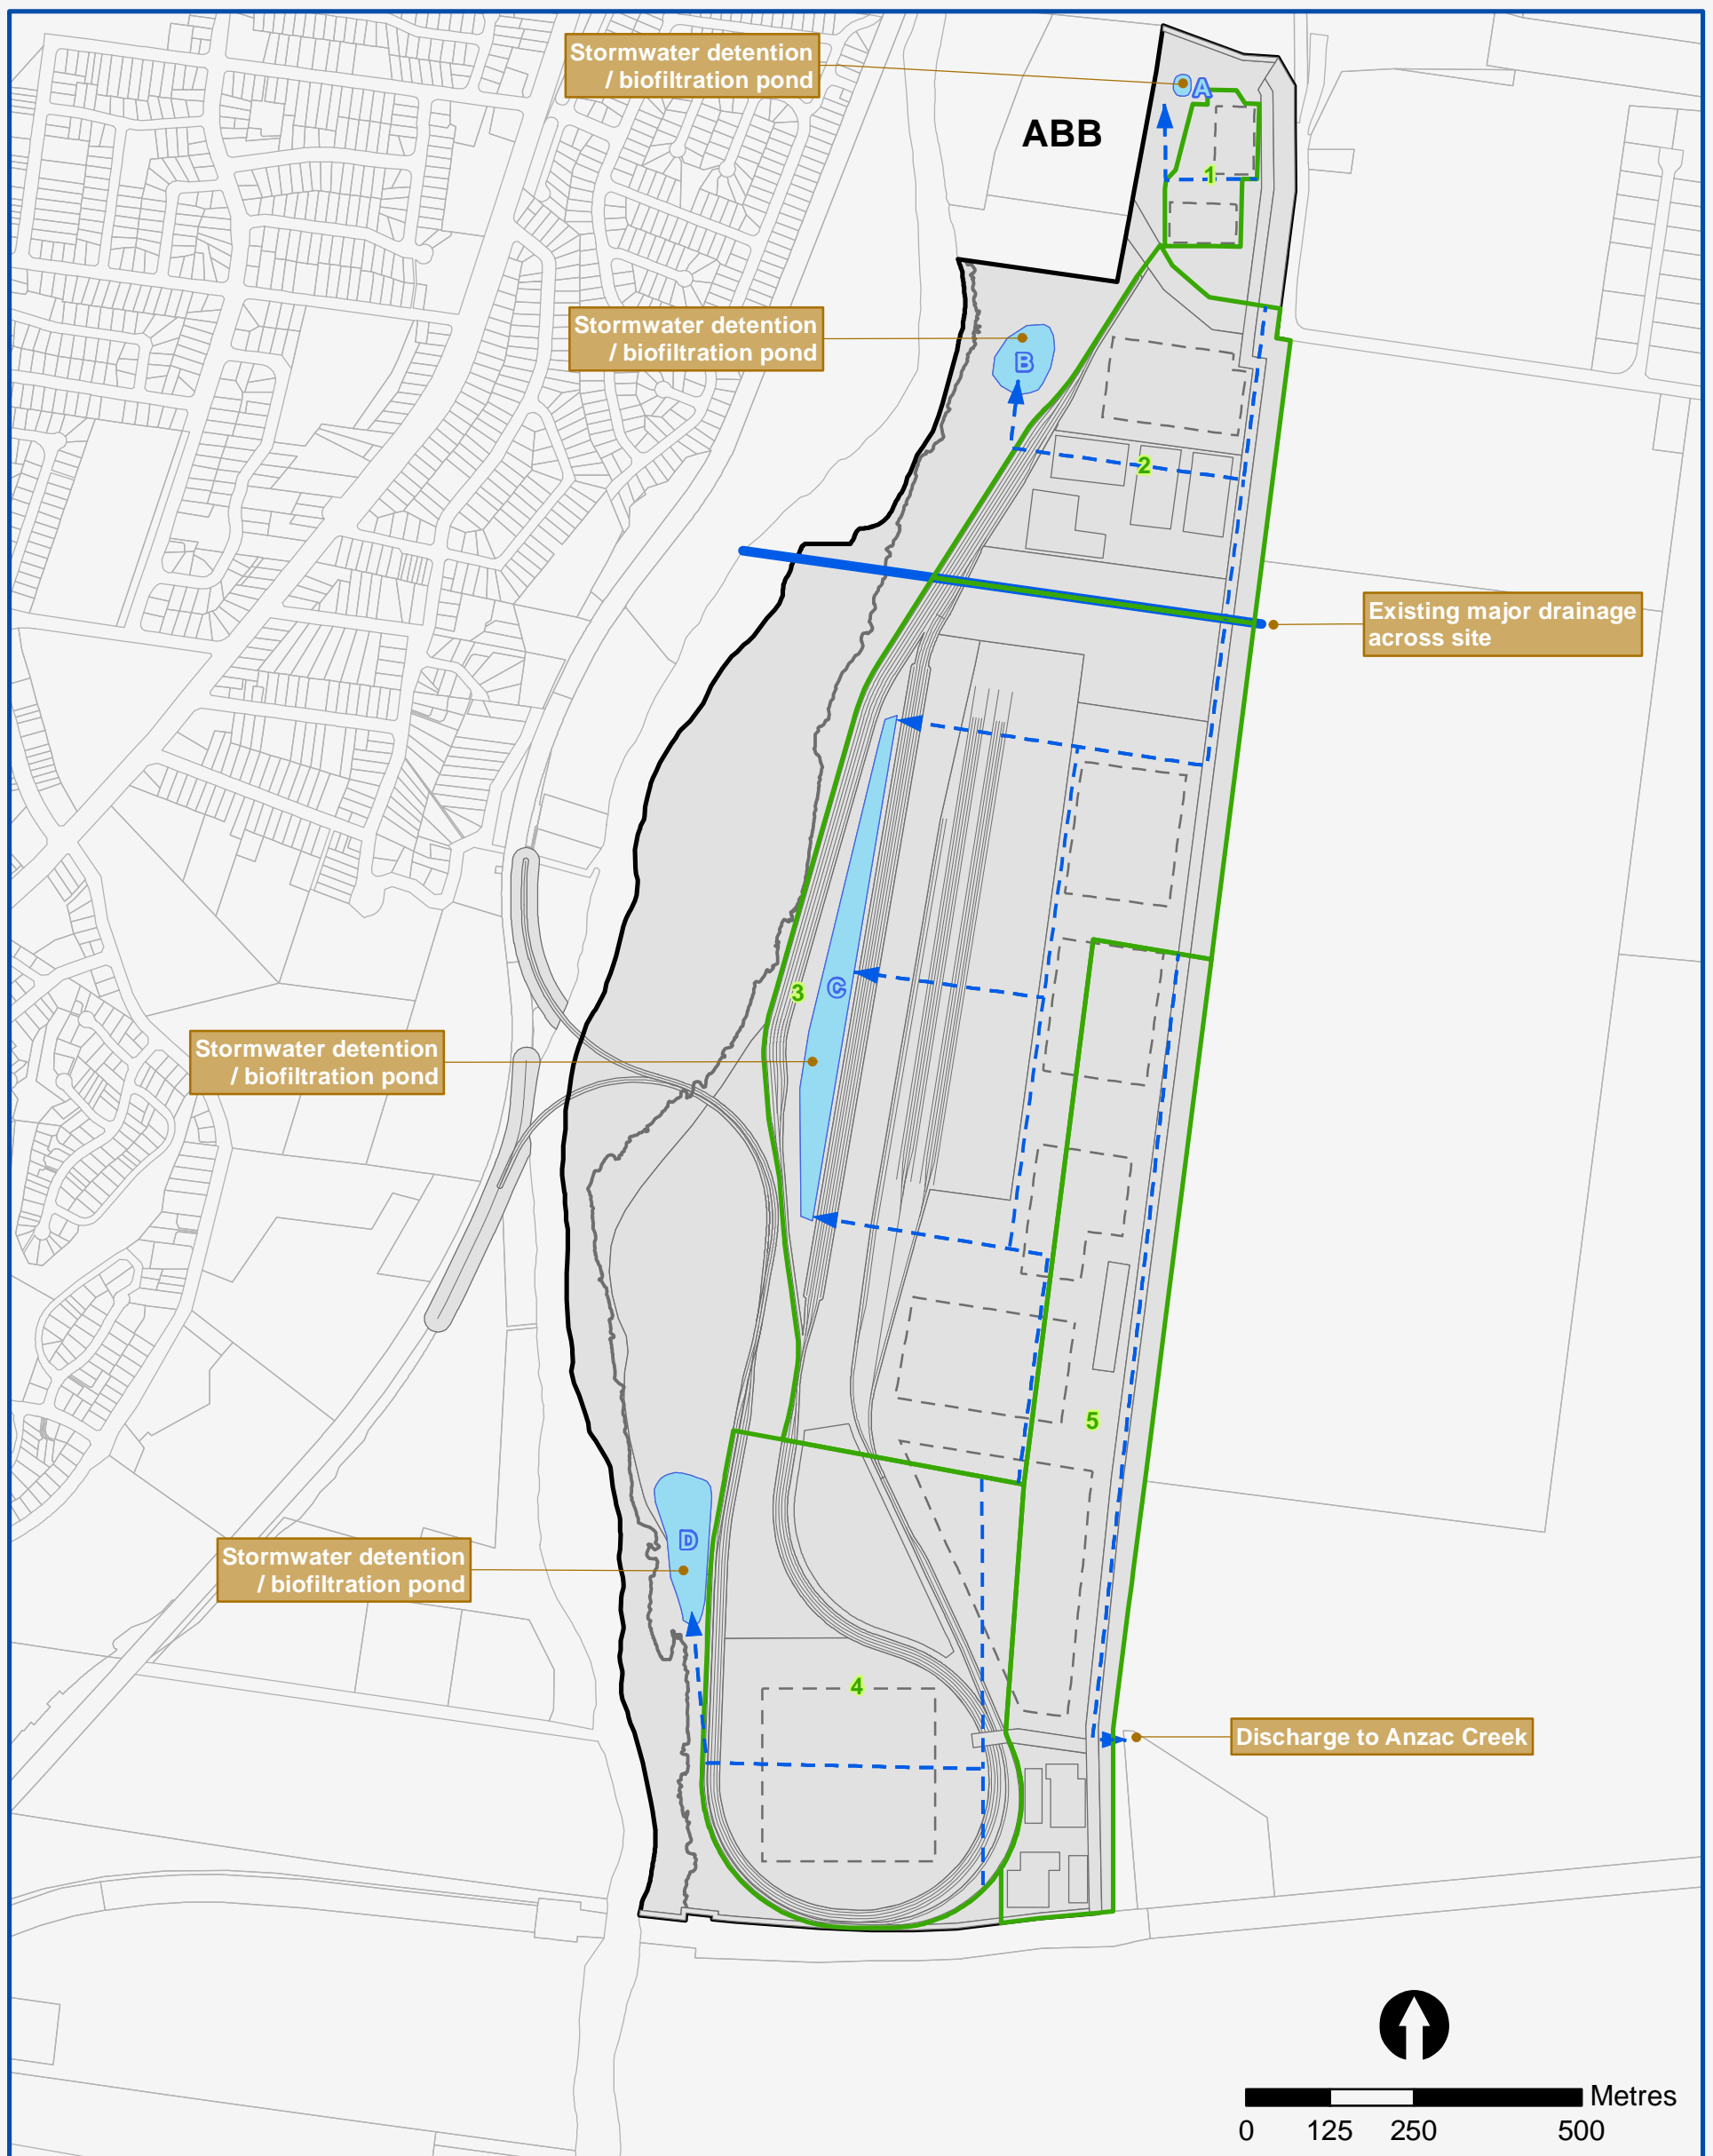 Stormwater detention
/ biofiltration pond
A
ABB
1
Stormwater detention
/ biofiltration pond
B
2
Existing major drainage
across site
3
C
Stormwater detention
/ biofiltration pond
5
D
Stormwater detention
/ biofiltration pond
4
Discharge to Anzac Creek
Metres
0 125 250 500